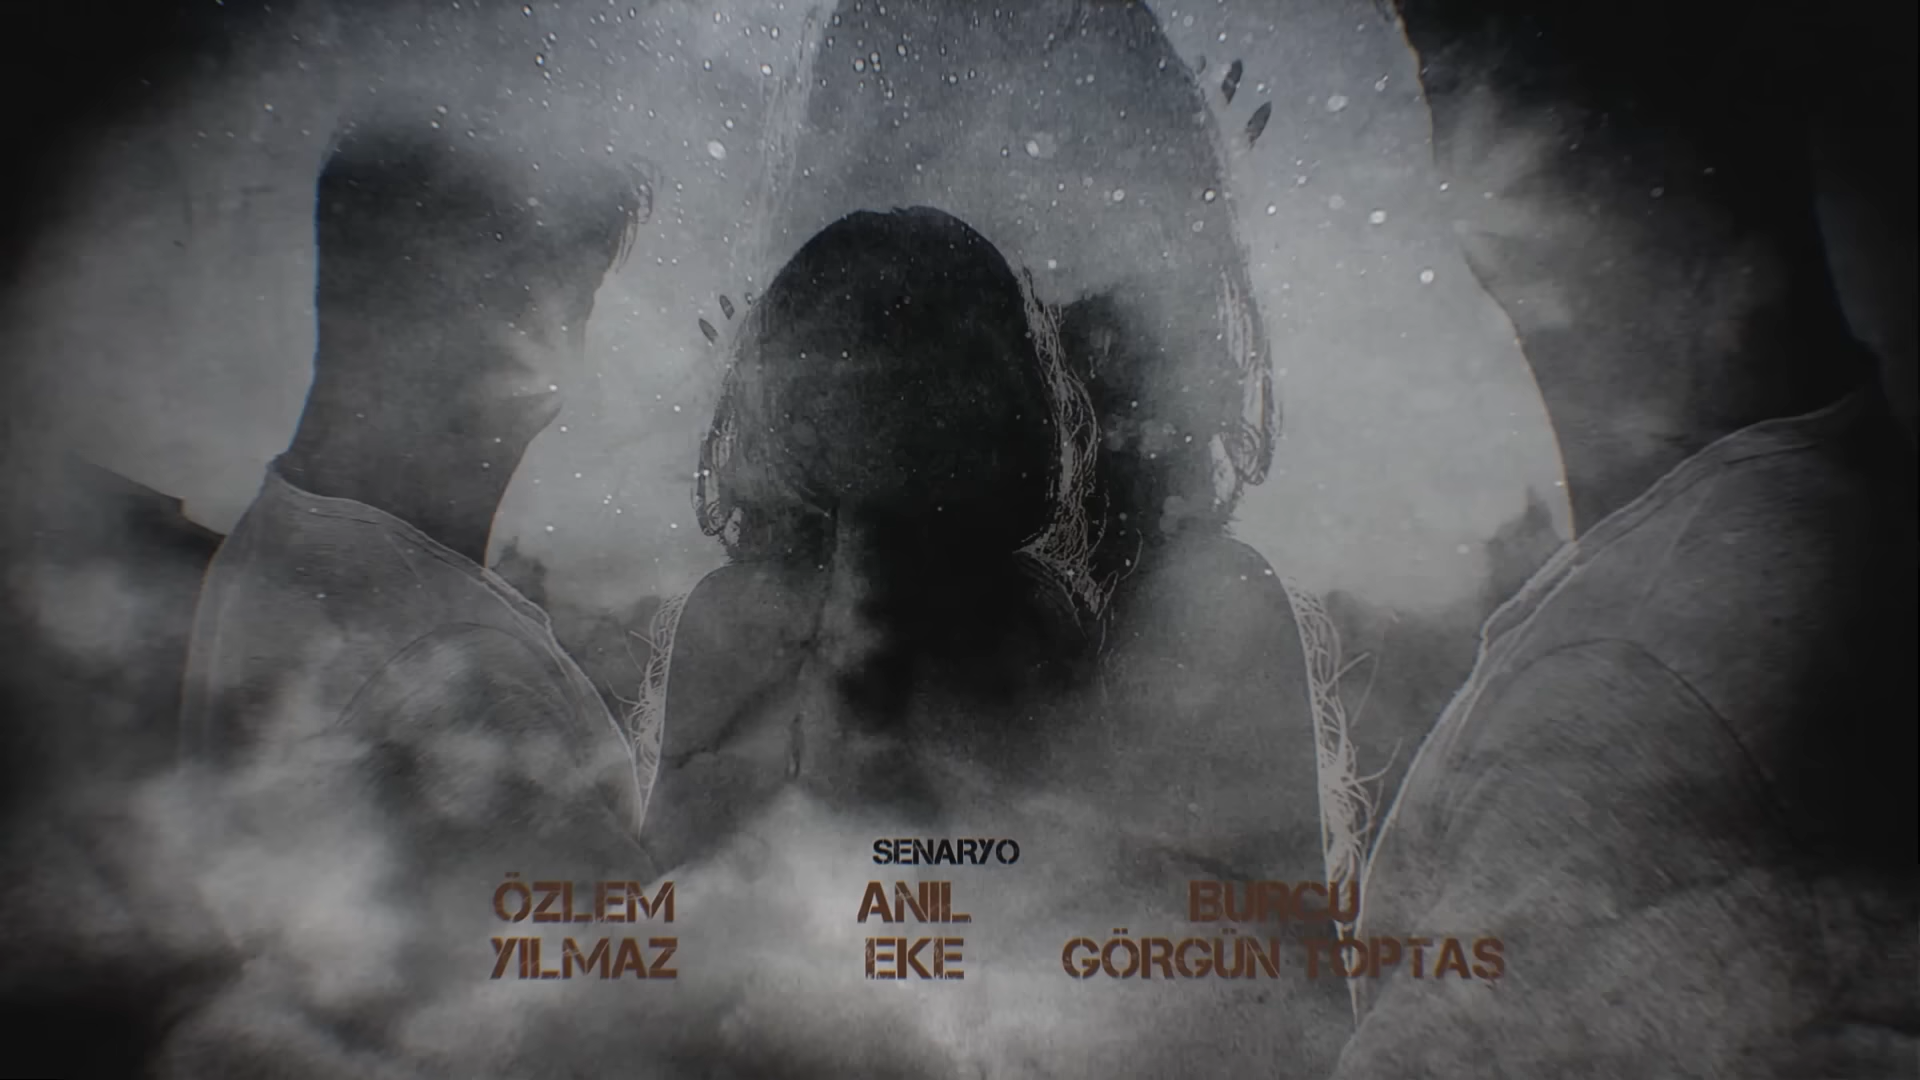 SENARYO
ÖZLEM
YILMAZ
ANIL
EKE
BURCU
GÖRGÜN TOPTAŞ